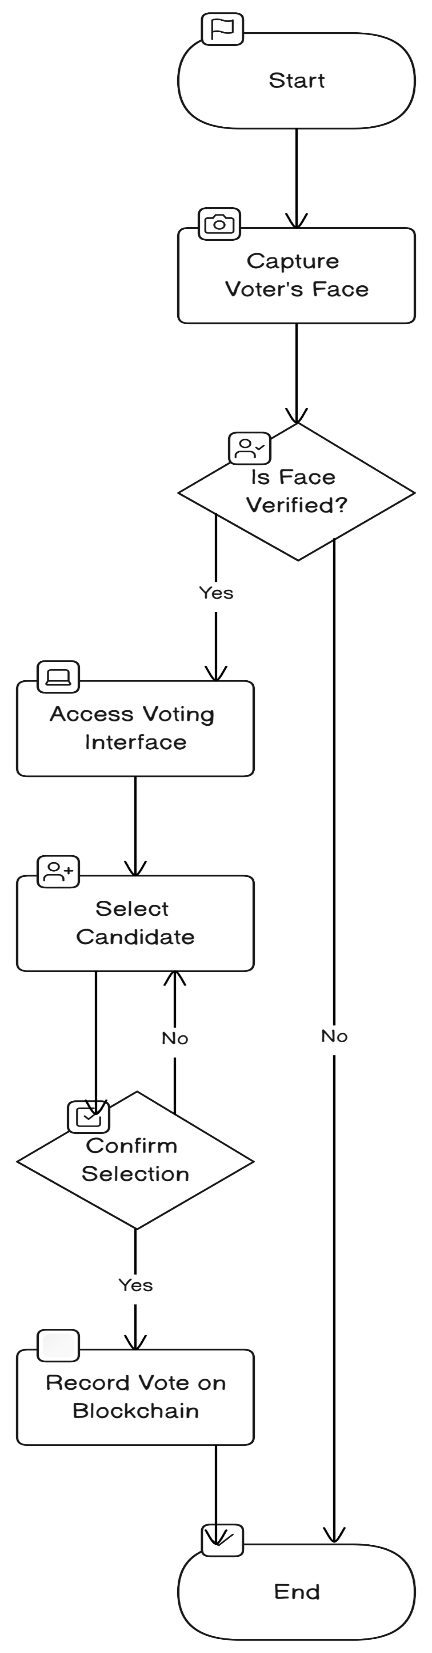 Start
Capture
Voter's Face
Is Face
Verified?
Yes
Access Voting
Interface
Select
Candidate
No
No
Confirm
Selection
Yes
Record Vote on
Blockchain
End